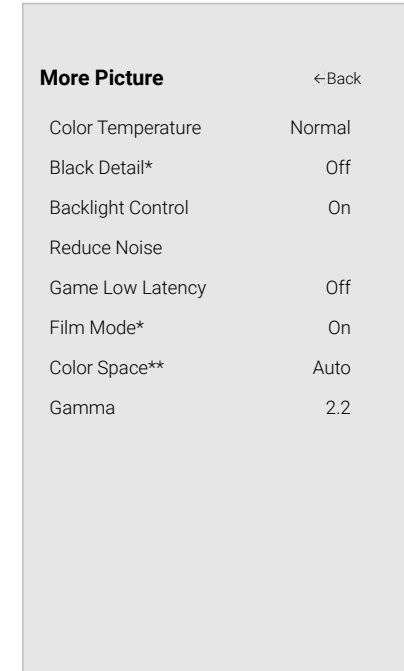 More Picture ←Back
Color Temperature Normal
Black Detail* Off
Backlight Control On
Reduce Noise
Game Low Latency Off
Film Mode* On
Color Space** Auto
Gamma 2.2